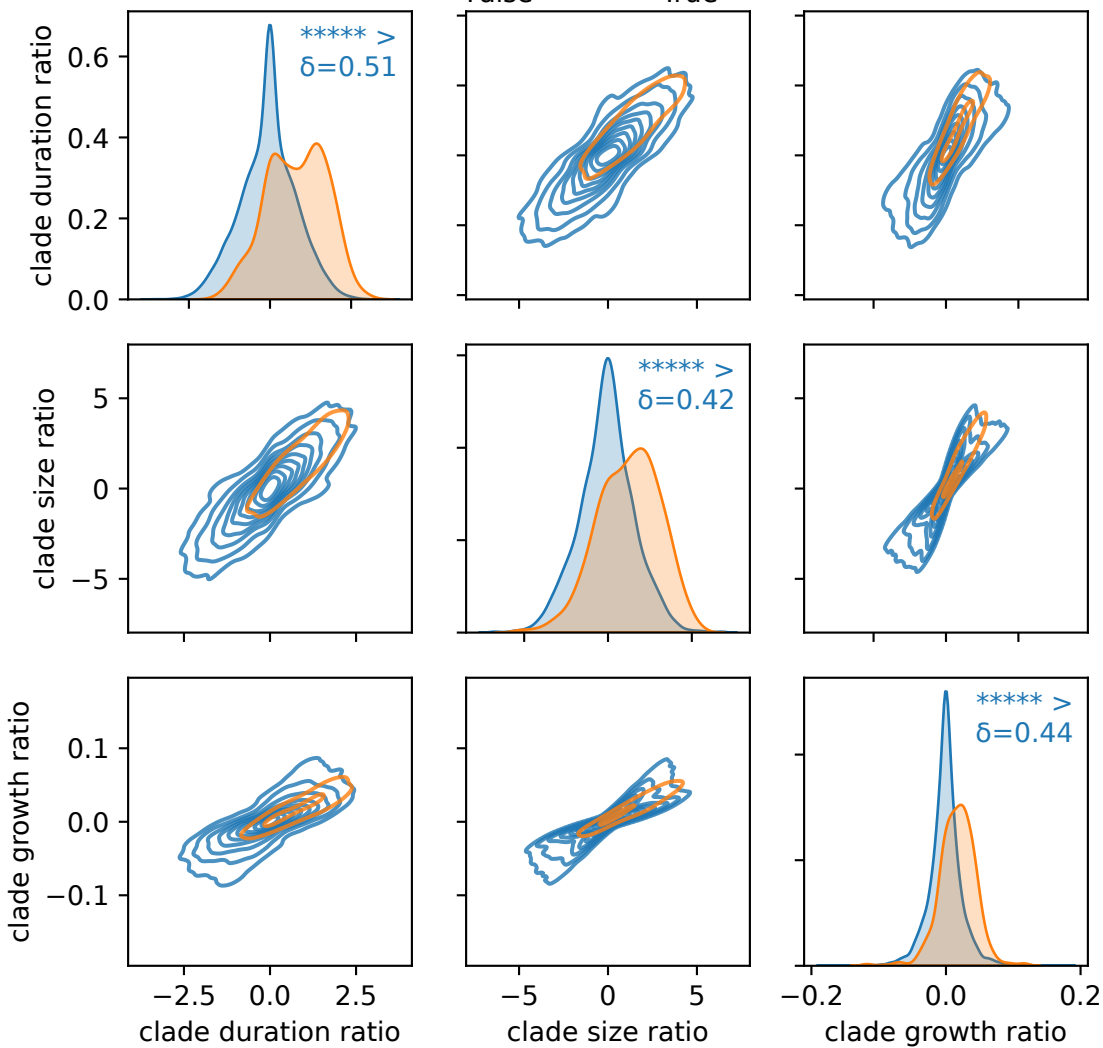 False True
clade duration ratio
0.6
0.4
0.2
0.0
***** >
δ=0.51
clade size ratio
5
0
−5
***** >
δ=0.42
clade growth ratio
0.1
0.0
−0.1
***** >
δ=0.44
−2.5 0.0 2.5
−5 0 5
−0.2 0.0 0.2
clade duration ratio
clade size ratio
clade growth ratio